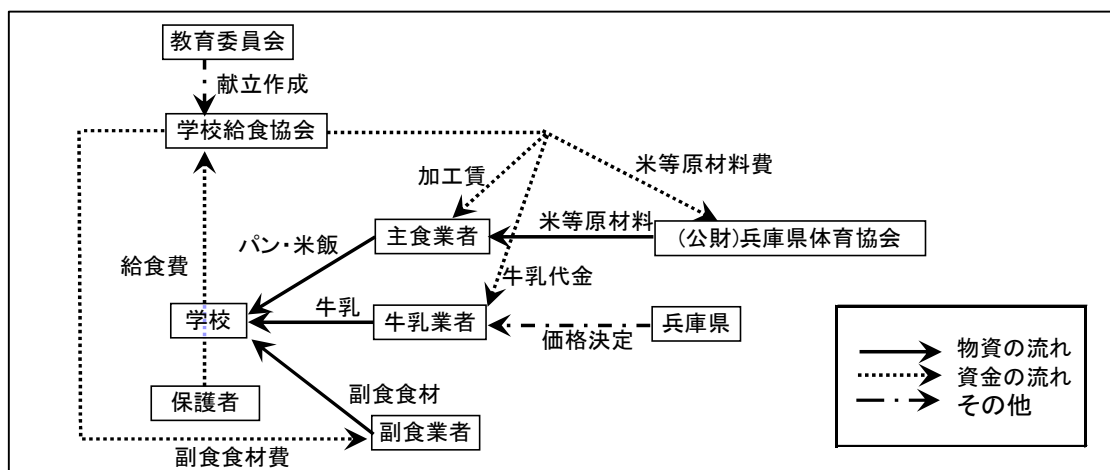 教育委員会
献立作成
学校給食協会
米等原材料費
加工賃
米等原材料
主食業者
(公財)兵庫県体育協会
パン・米飯
給食費
牛乳代金
牛乳
学校
牛乳業者
兵庫県
価格決定
物資の流れ
資金の流れ
その他
副食食材
保護者
副食業者
副食食材費